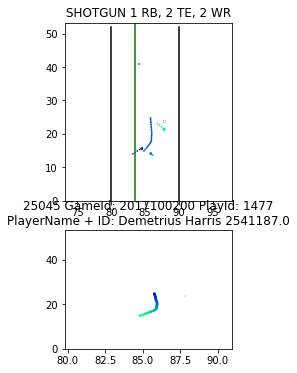 SHOTGUN 1 RB, 2 TE, 2 WR
50
40
30
20
10
0
75 80 85 90 95
25045 GameId: 2017100200 PlayId: 1477
PlayerName + ID: Demetrius Harris 2541187.0
40
20
0
80.0 82.5 85.0 87.5 90.0